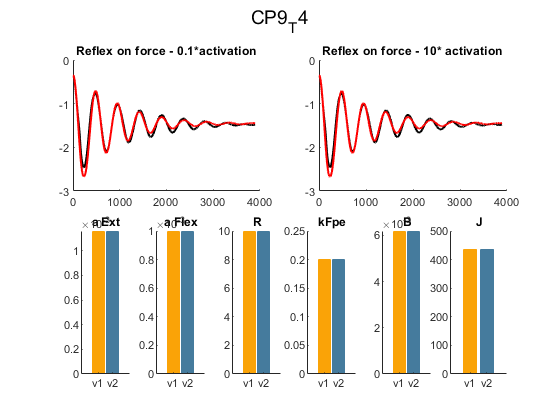 CP9_T4
Reflex on force - 0.1*activation
Reflex on force - 10* activation
0
-1
-2
-3
0 1000 2000 3000 4000
0
-1
-2
-3
0 1000 2000 3000 4000
aExt
1
0.8
0.6
0.4
0.2
0
v1 v2
aFlex
1
0.8
0.6
0.4
0.2
0
v1 v2
R
10
8
6
4
2
0
v1 v2
kFpe
0.25
0.2
0.15
0.1
0.05
0
v1 v2
B
6
4
2
0
v1 v2
J
500
400
300
200
100
0
v1 v2